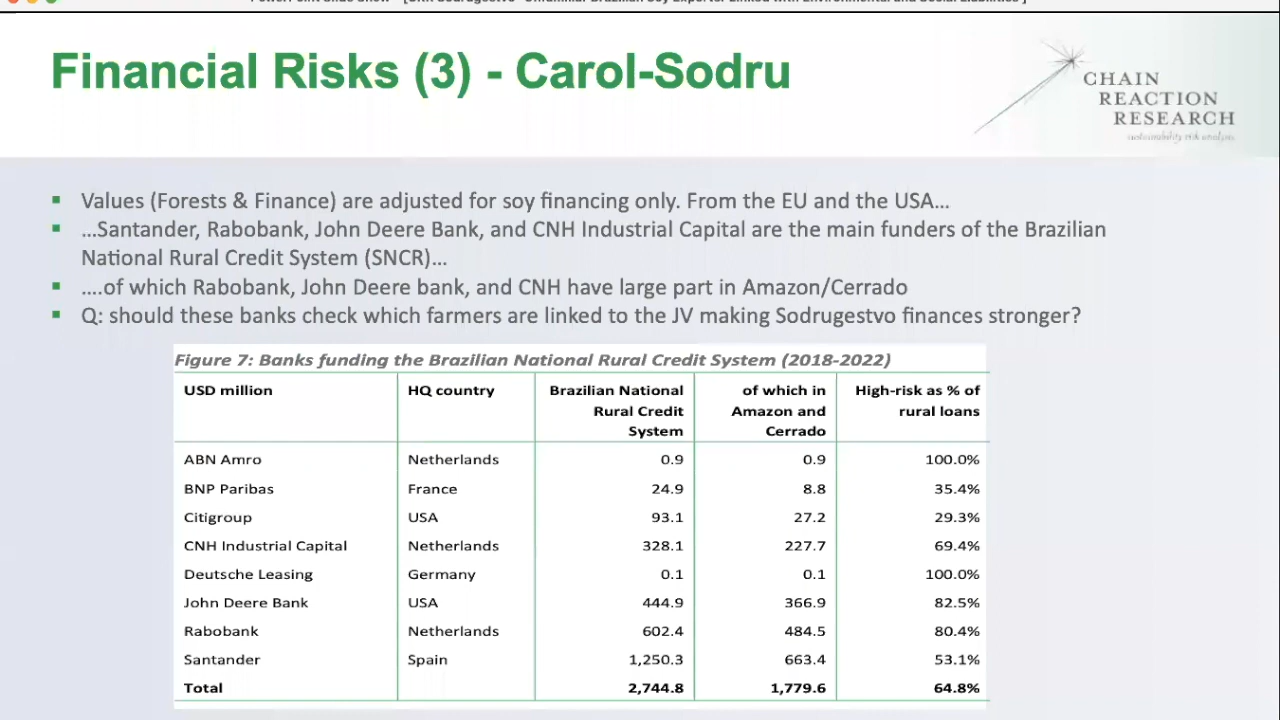 Financial Risks (3) - Carol-Sodru
CHAIN
REACTION
RESEARCH
sustainability risk analysis
▪ Values (Forests & Finance) are adjusted for soy financing only. From the EU and the USA…
▪ …Santander, Rabobank, John Deere Bank, and CNH Industrial Capital are the main funders of the Brazilian
National Rural Credit System (SNCR)…
▪ ….of which Rabobank, John Deere bank, and CNH have large part in Amazon/Cerrado
▪ Q: should these banks check which farmers are linked to the JV making Sodrugestvo finances stronger?
Figure 7: Banks funding the Brazilian National Rural Credit System (2018-2022)
USD million HQ country Brazilian National of which in High-risk as % of
Rural Credit Amazon and rural loans
System Cerrado
ABN Amro Netherlands 0.9 0.9 100.0%
BNP Paribas France 24.9 8.8 35.4%
Citigroup USA 93.1 27.2 29.3%
CNH Industrial Capital Netherlands 328.1 227.7 69.4%
Deutsche Leasing Germany 0.1 0.1 100.0%
John Deere Bank USA 444.9 366.9 82.5%
Rabobank Netherlands 602.4 484.5 80.4%
Santander Spain 1,250.3 663.4 53.1%
Total 2,744.8 1,779.6 64.8%